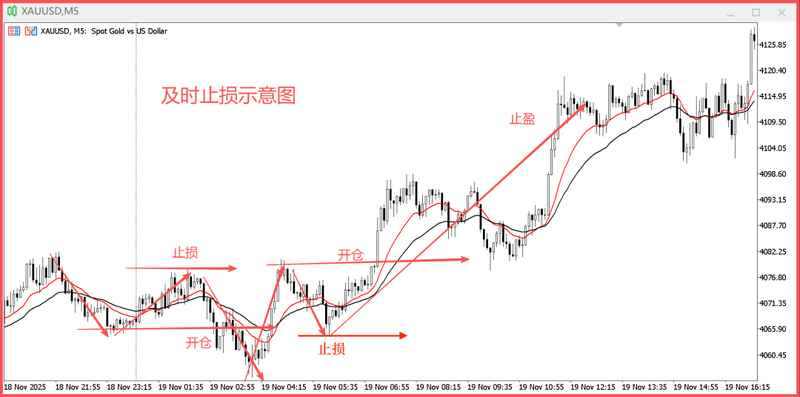 XAUUSD,M5
XAUUSD, M5: Spot Gold vs US Dollar
及时止损示意图
止盈
止损
开仓
开仓
止损
4125.85
4120.40
4114.95
4109.50
4104.05
4098.60
4093.15
4087.70
4082.25
4076.80
4071.35
4065.90
4060.45
18 Nov 2025
18 Nov 21:55
18 Nov 23:15
19 Nov 01:35
19 Nov 02:55
19 Nov 04:15
19 Nov 05:35
19 Nov 06:55
19 Nov 08:15
19 Nov 09:35
19 Nov 10:55
19 Nov 12:15
19 Nov 13:35
19 Nov 14:55
19 Nov 16:15